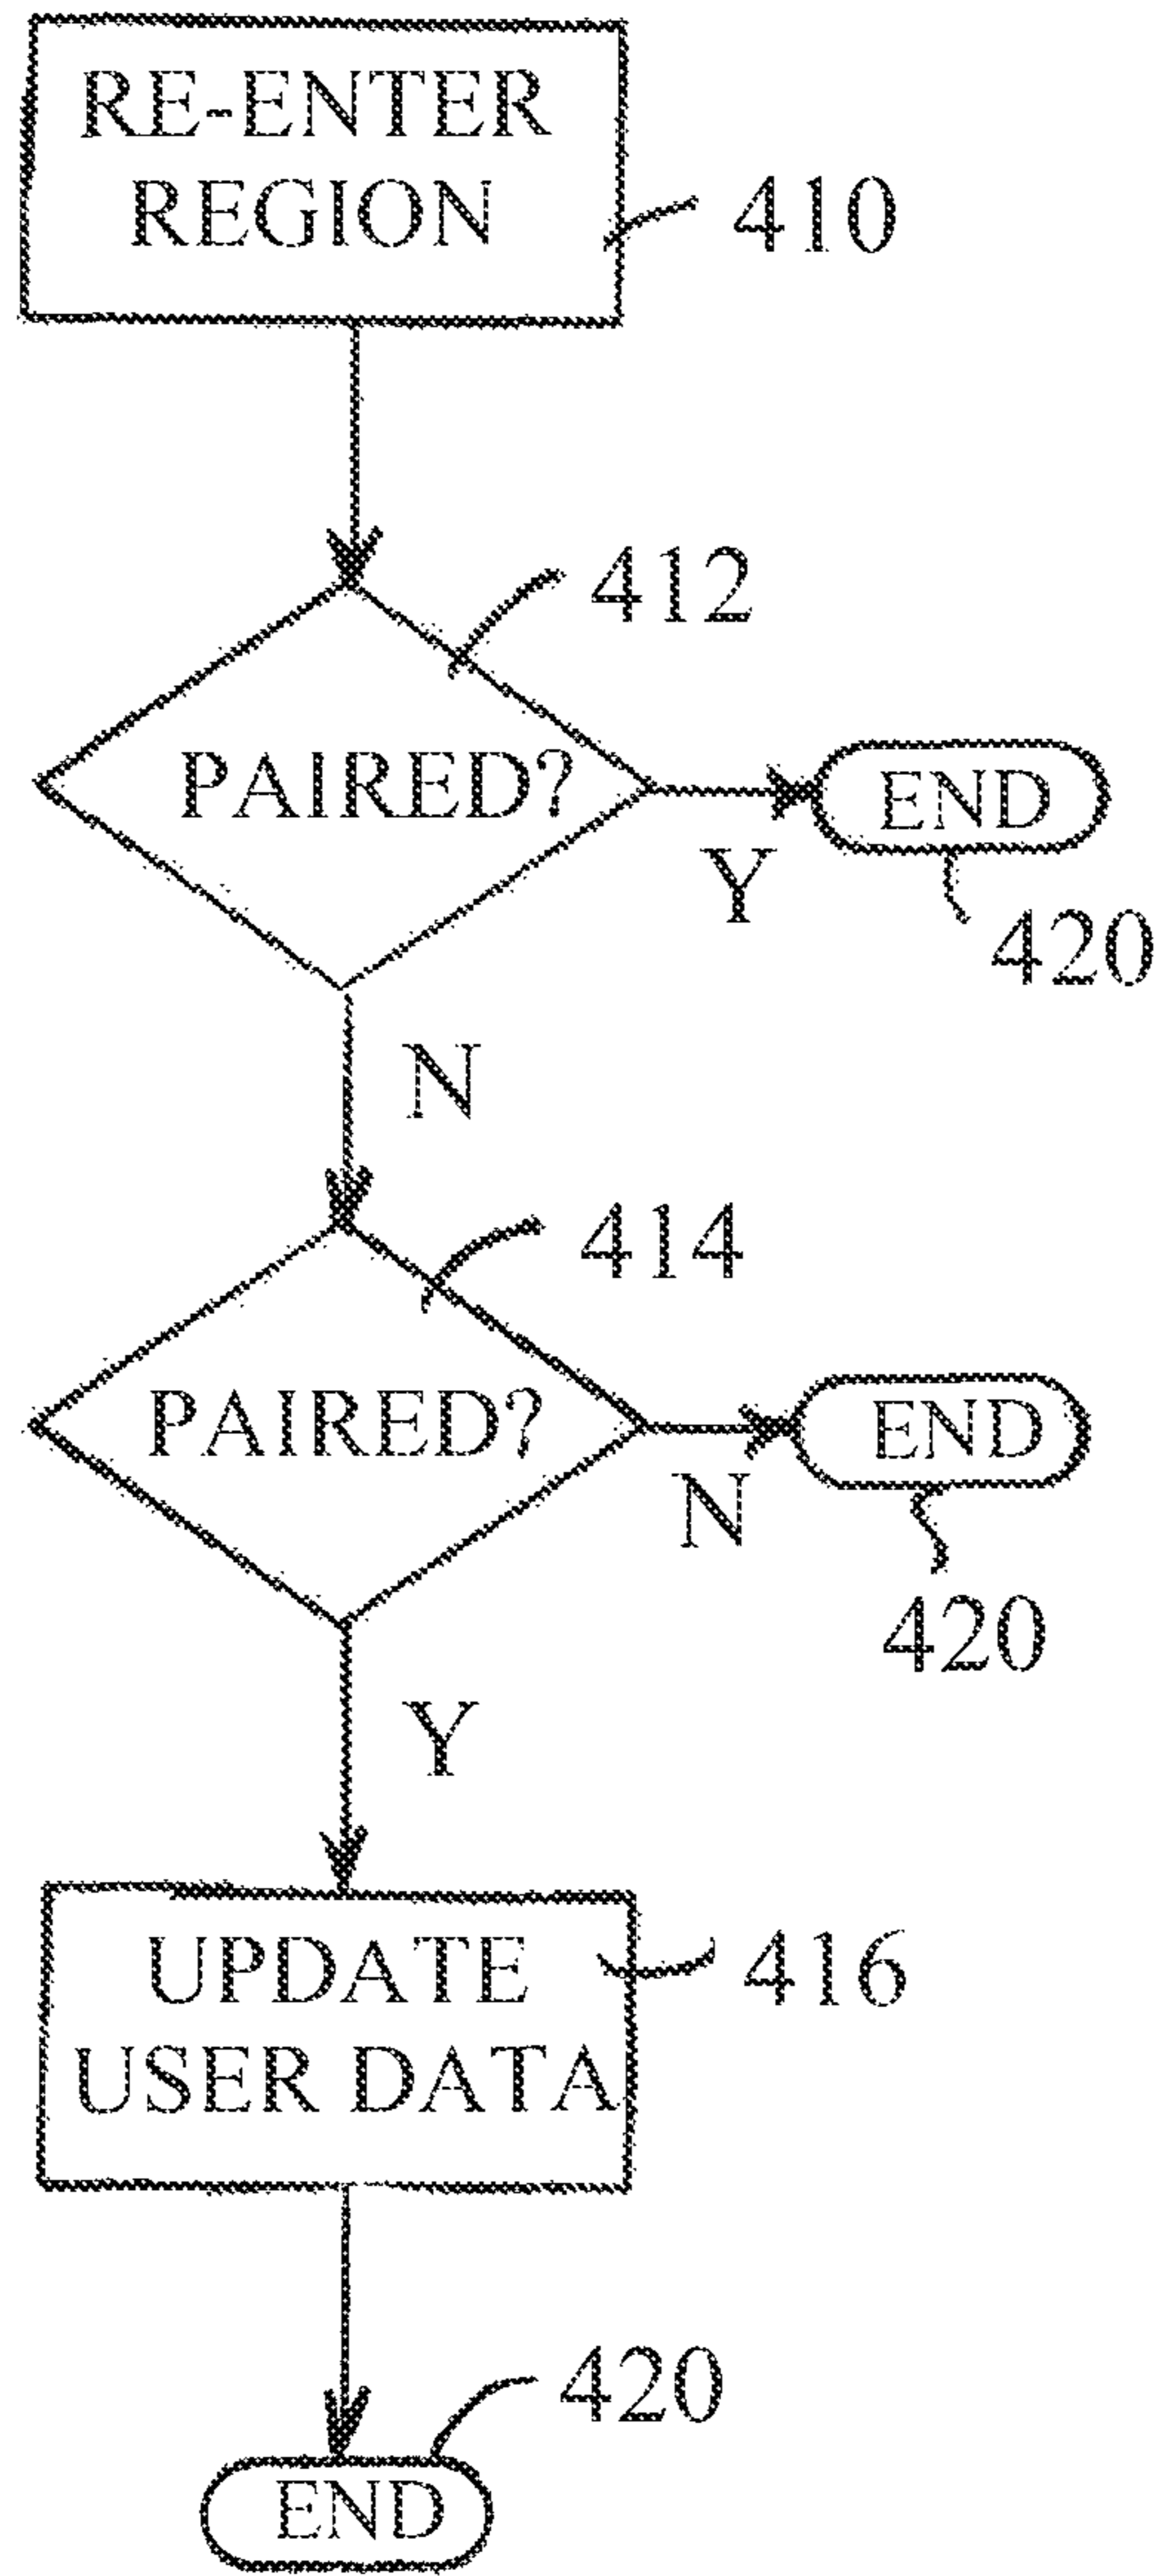 RE-ENTER
REGION
410
412
PAIRED?
END
Y
420
N
414
PAIRED?
END
N
420
Y
UPDATE
USER DATA
416
420
END